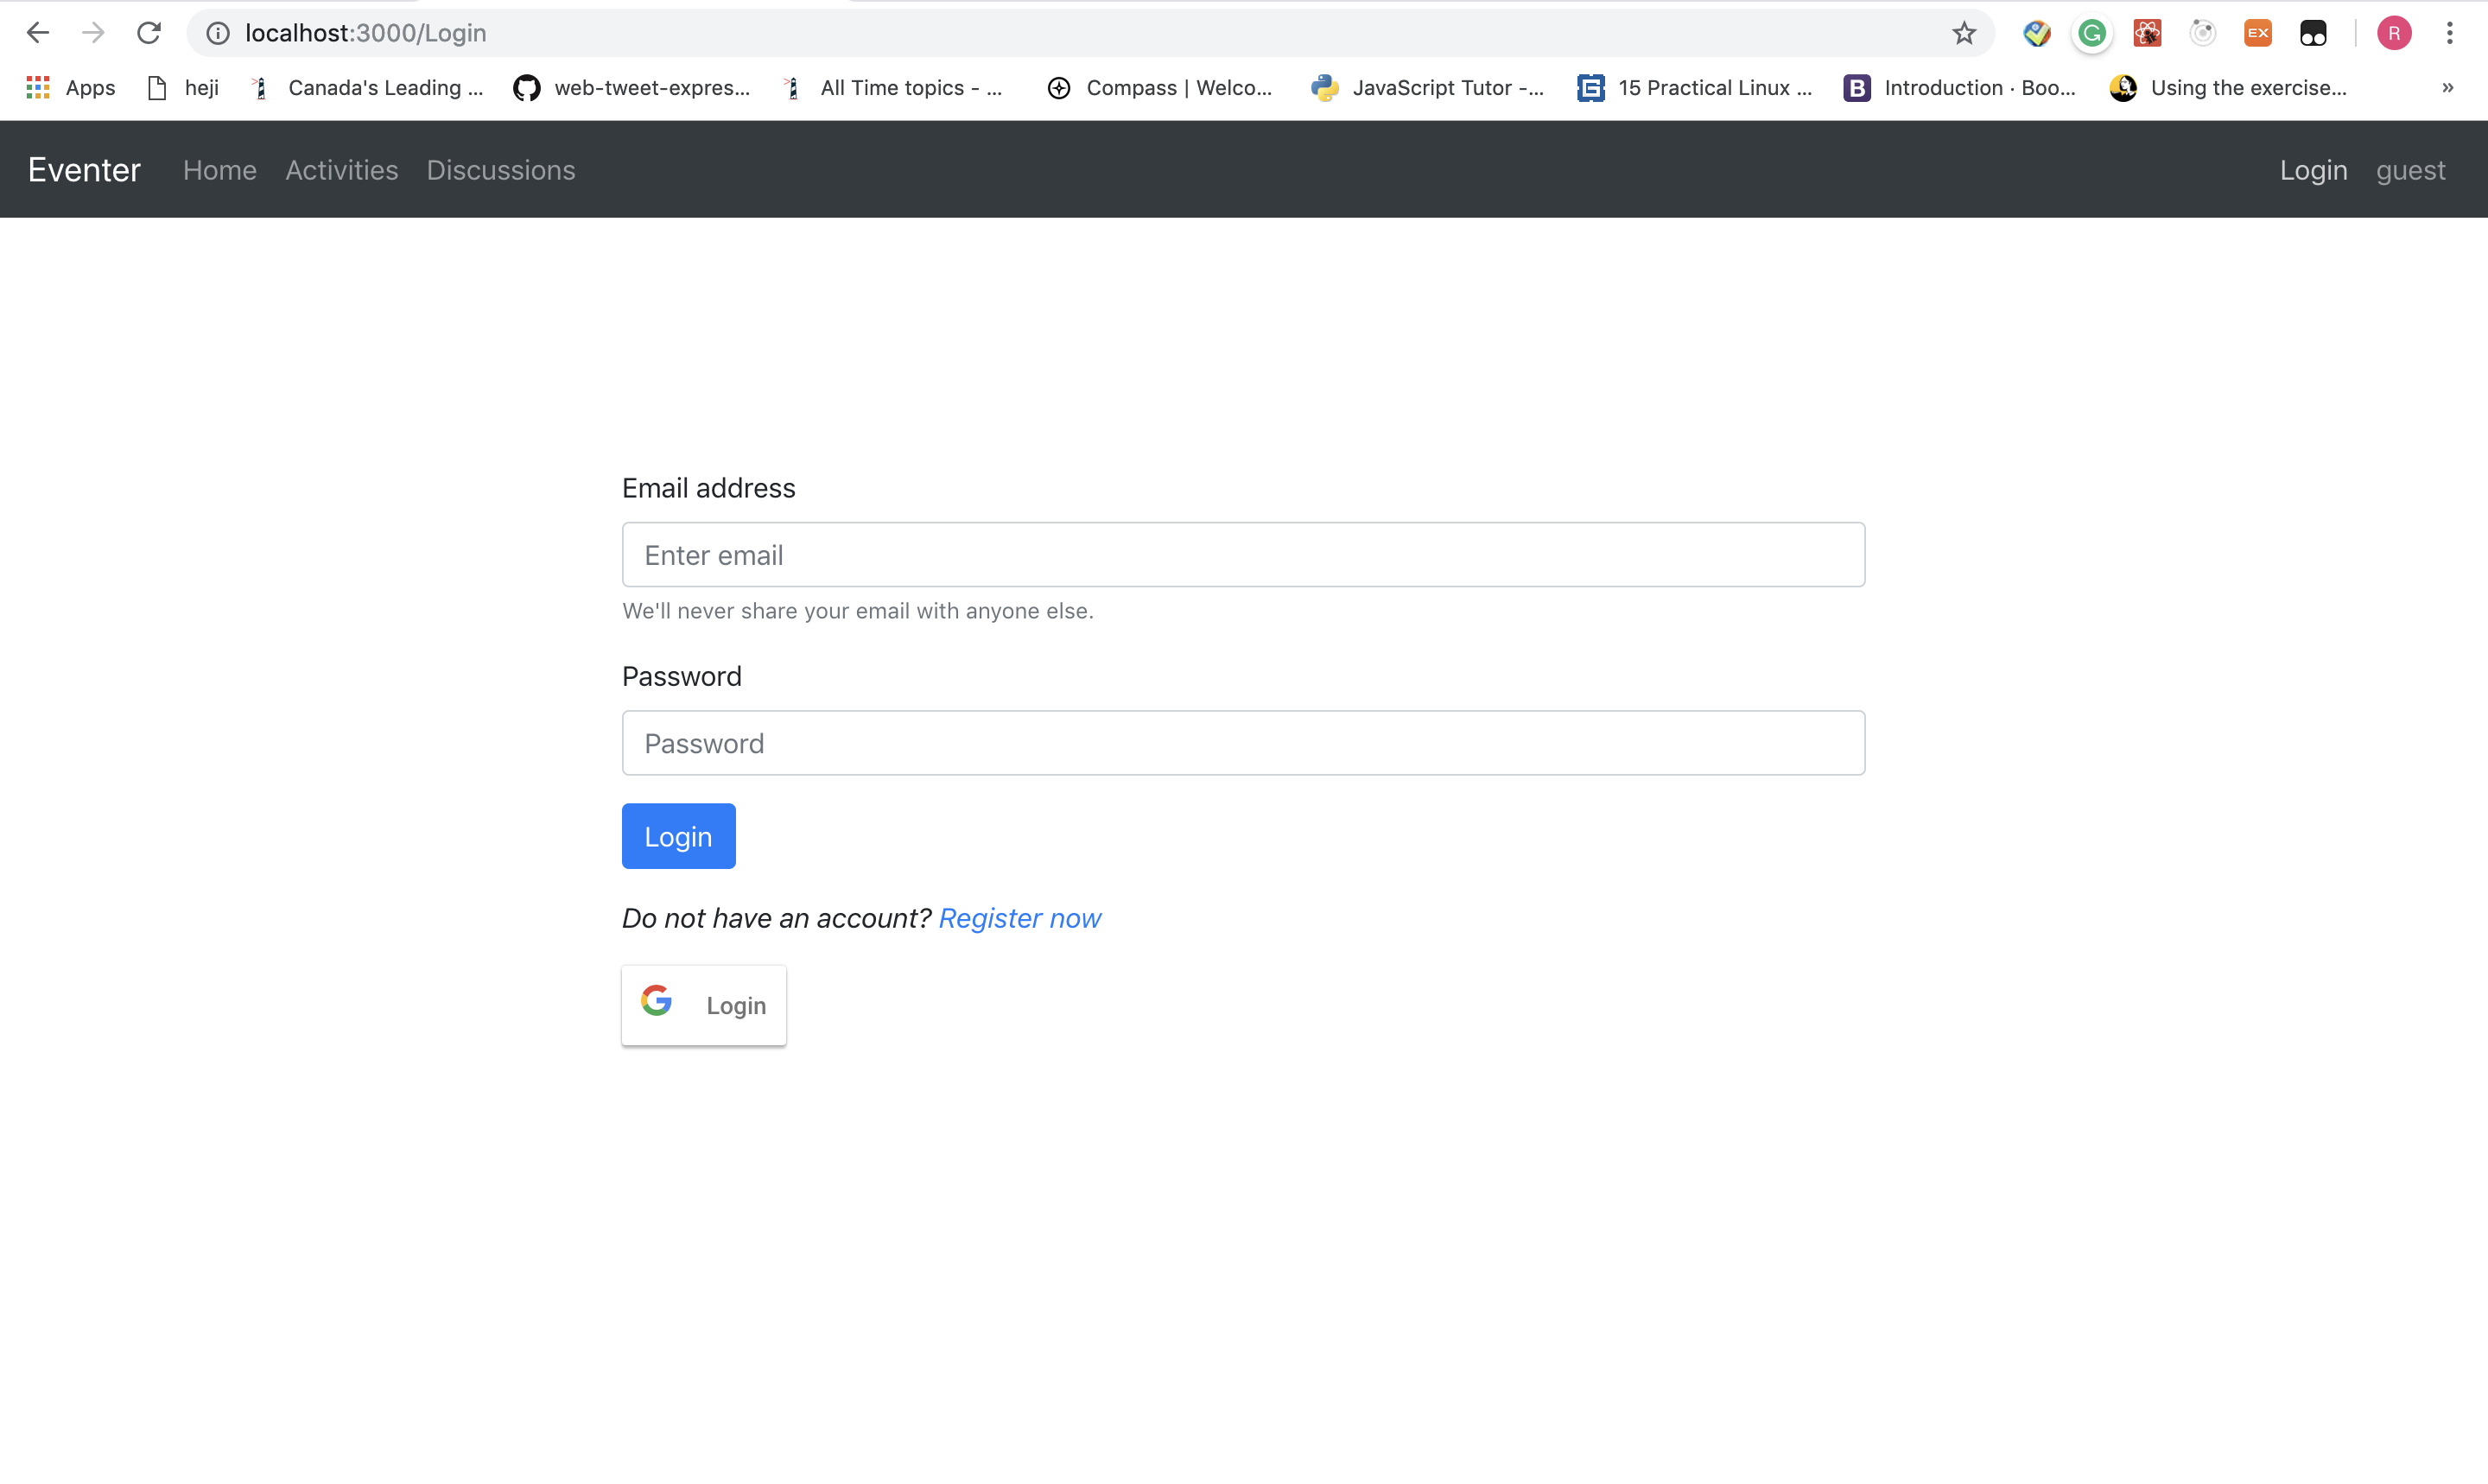 localhost:3000/Login
EX
R
Apps heji Canada's Leading ... web-tweet-expres... All Time topics - ... Compass | Welco... JavaScript Tutor -... 15 Practical Linux ... B Introduction · Boo... Using the exercise... »
Eventer Home Activities Discussions Login guest
Email address
Enter email
We'll never share your email with anyone else.
Password
Password
Login
Do not have an account? Register now
G Login